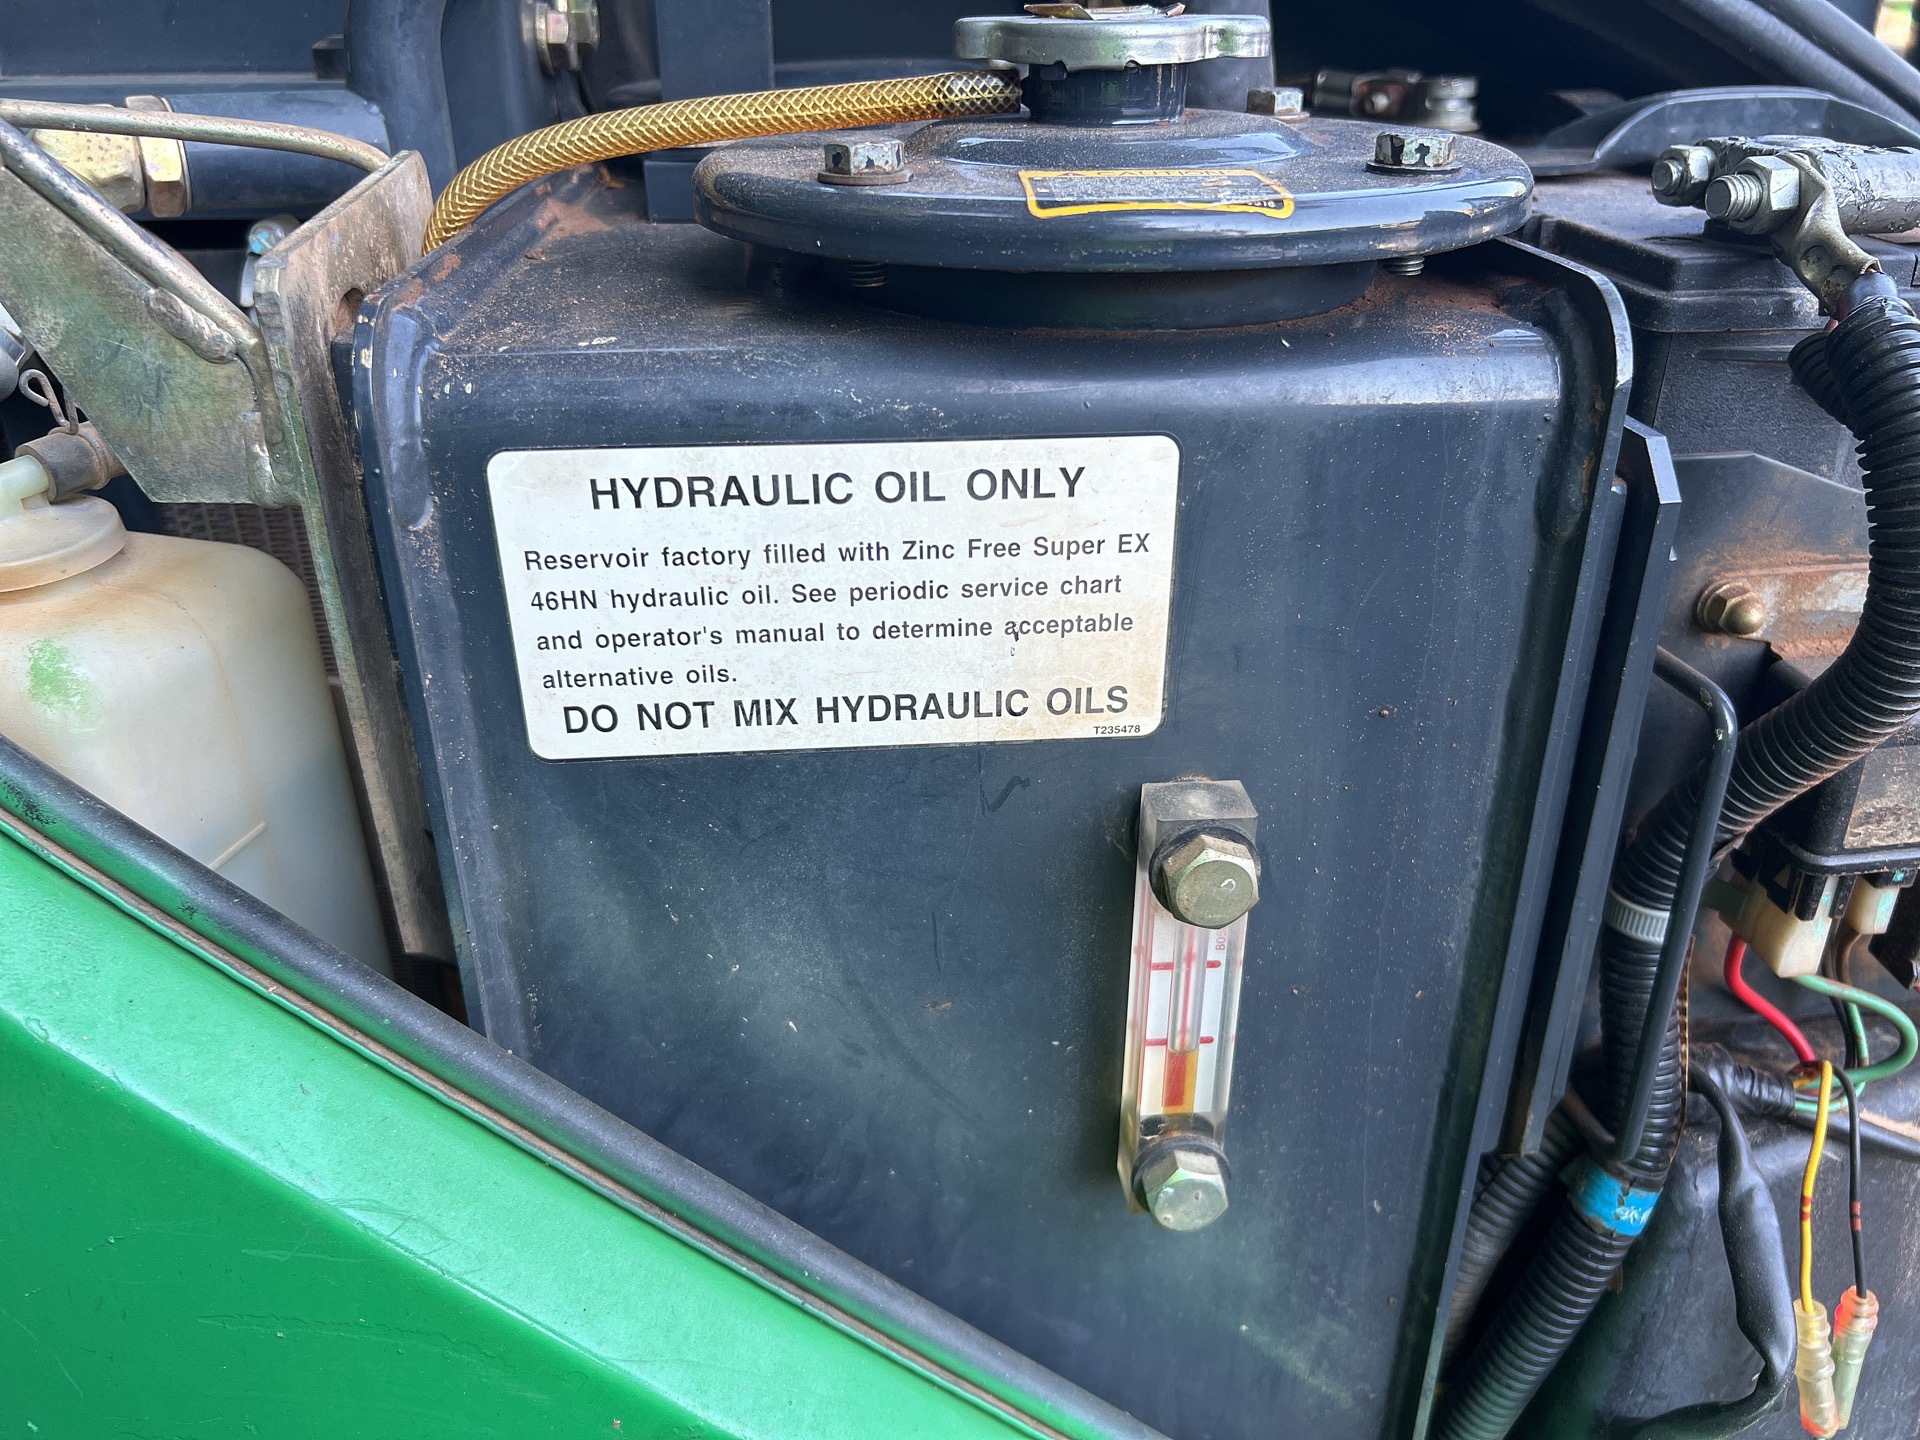 CAUTION
HYDRAULIC OIL ONLY
Reservoir factory filled with Zinc Free Super EX
46HN hydraulic oil. See periodic service chart
and operator's manual to determine acceptable
alternative oils.
DO NOT MIX HYDRAULIC OILS
T235478